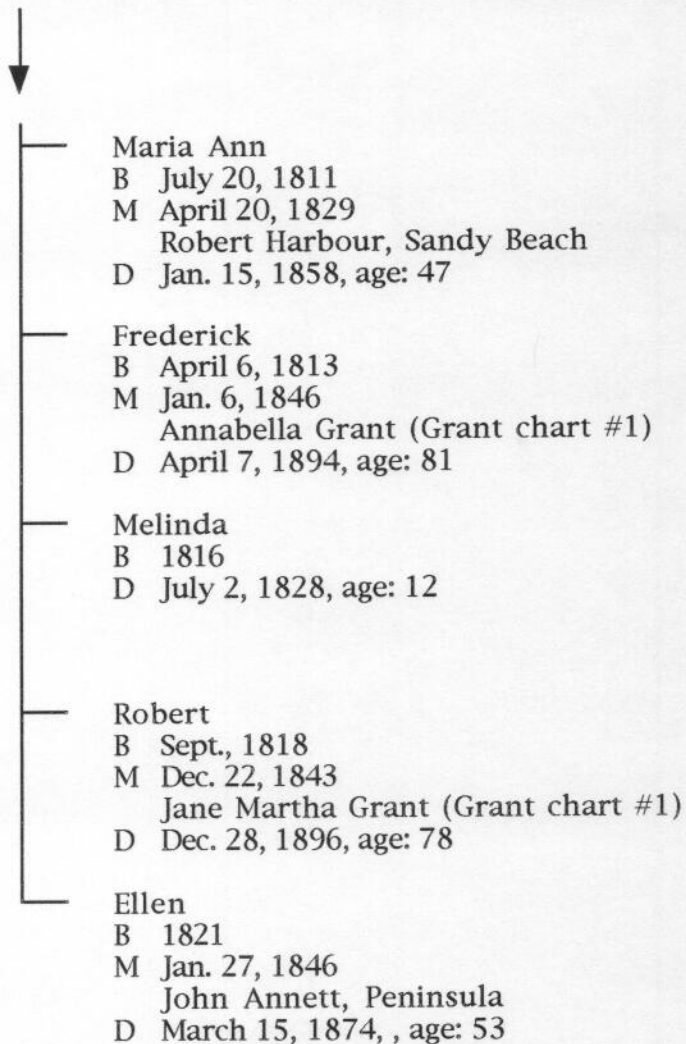 Maria Ann
B July 20, 1811
M April 20, 1829
Robert Harbour, Sandy Beach
D Jan. 15, 1858, age: 47
Frederick
B April 6, 1813
M Jan. 6, 1846
Annabella Grant (Grant chart #1)
D April 7, 1894, age: 81
Melinda
B 1816
D July 2, 1828, age: 12
Robert
B Sept., 1818
M Dec. 22, 1843
Jane Martha Grant (Grant chart #1)
D Dec. 28, 1896, age: 78
Ellen
B 1821
M Jan. 27, 1846
John Annett, Peninsula
D March 15, 1874, , age: 53